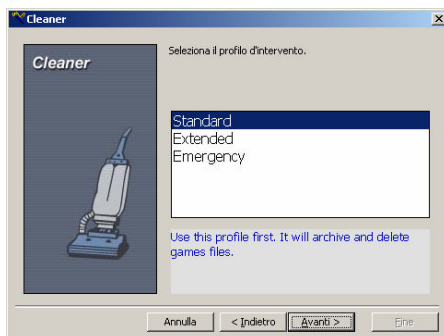 Cleaner
Cleaner
Seleziona il profilo d'intervento.
Standard
Extended
Emergency
Use this profile first. It will archive and delete
games files.
Annulla
< Indietro
Avanti >
Fine